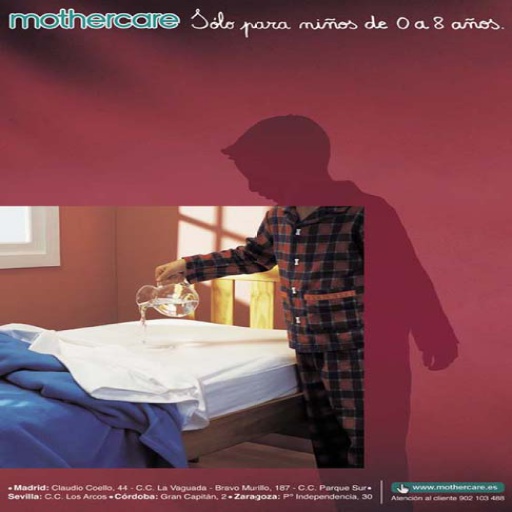 mothercare Sólo para niños de 0 a 8 años.
• Madrid: Claudio Coello, 44 - C.C. La Vaguada - Bravo Murillo, 187 - C.C. Parque Sur •
Sevilla: C.C. Los Arcos • Córdoba: Gran Capitán, 2 • Zaragoza: Pº Independencia, 30
www.mothercare.es
Atención al cliente 902 103 488